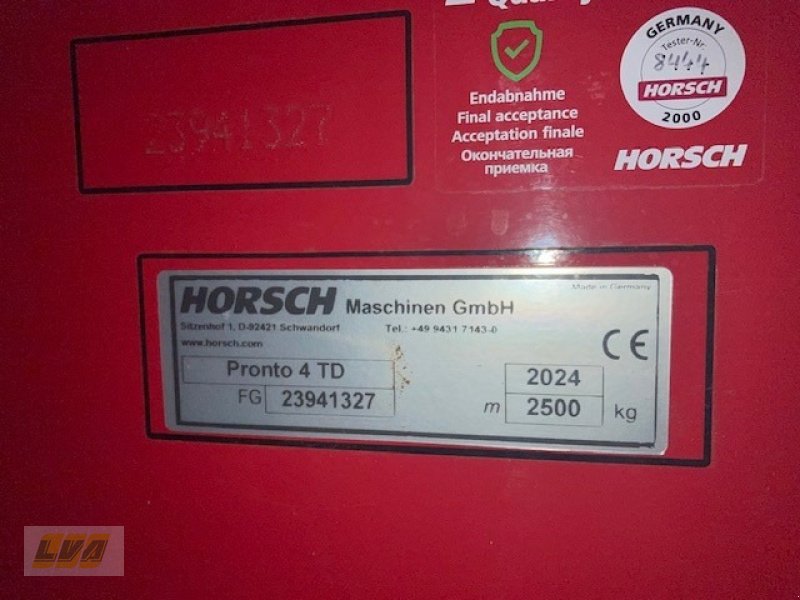 23941327
Endabnahme
Final acceptance
Acceptation finale
Окончательная
приемка
GERMANY
Tester-Nr.
8444
HORSCH
2000
HORSCH
HORSCH Maschinen GmbH
Made in Germany
Sitzenhof 1, D-92421 Schwandorf Tel.: +49 9431 7143-0
www.horsch.com
CE
Pronto 4 TD
2024
FG 23941327
m 2500 kg
LVA